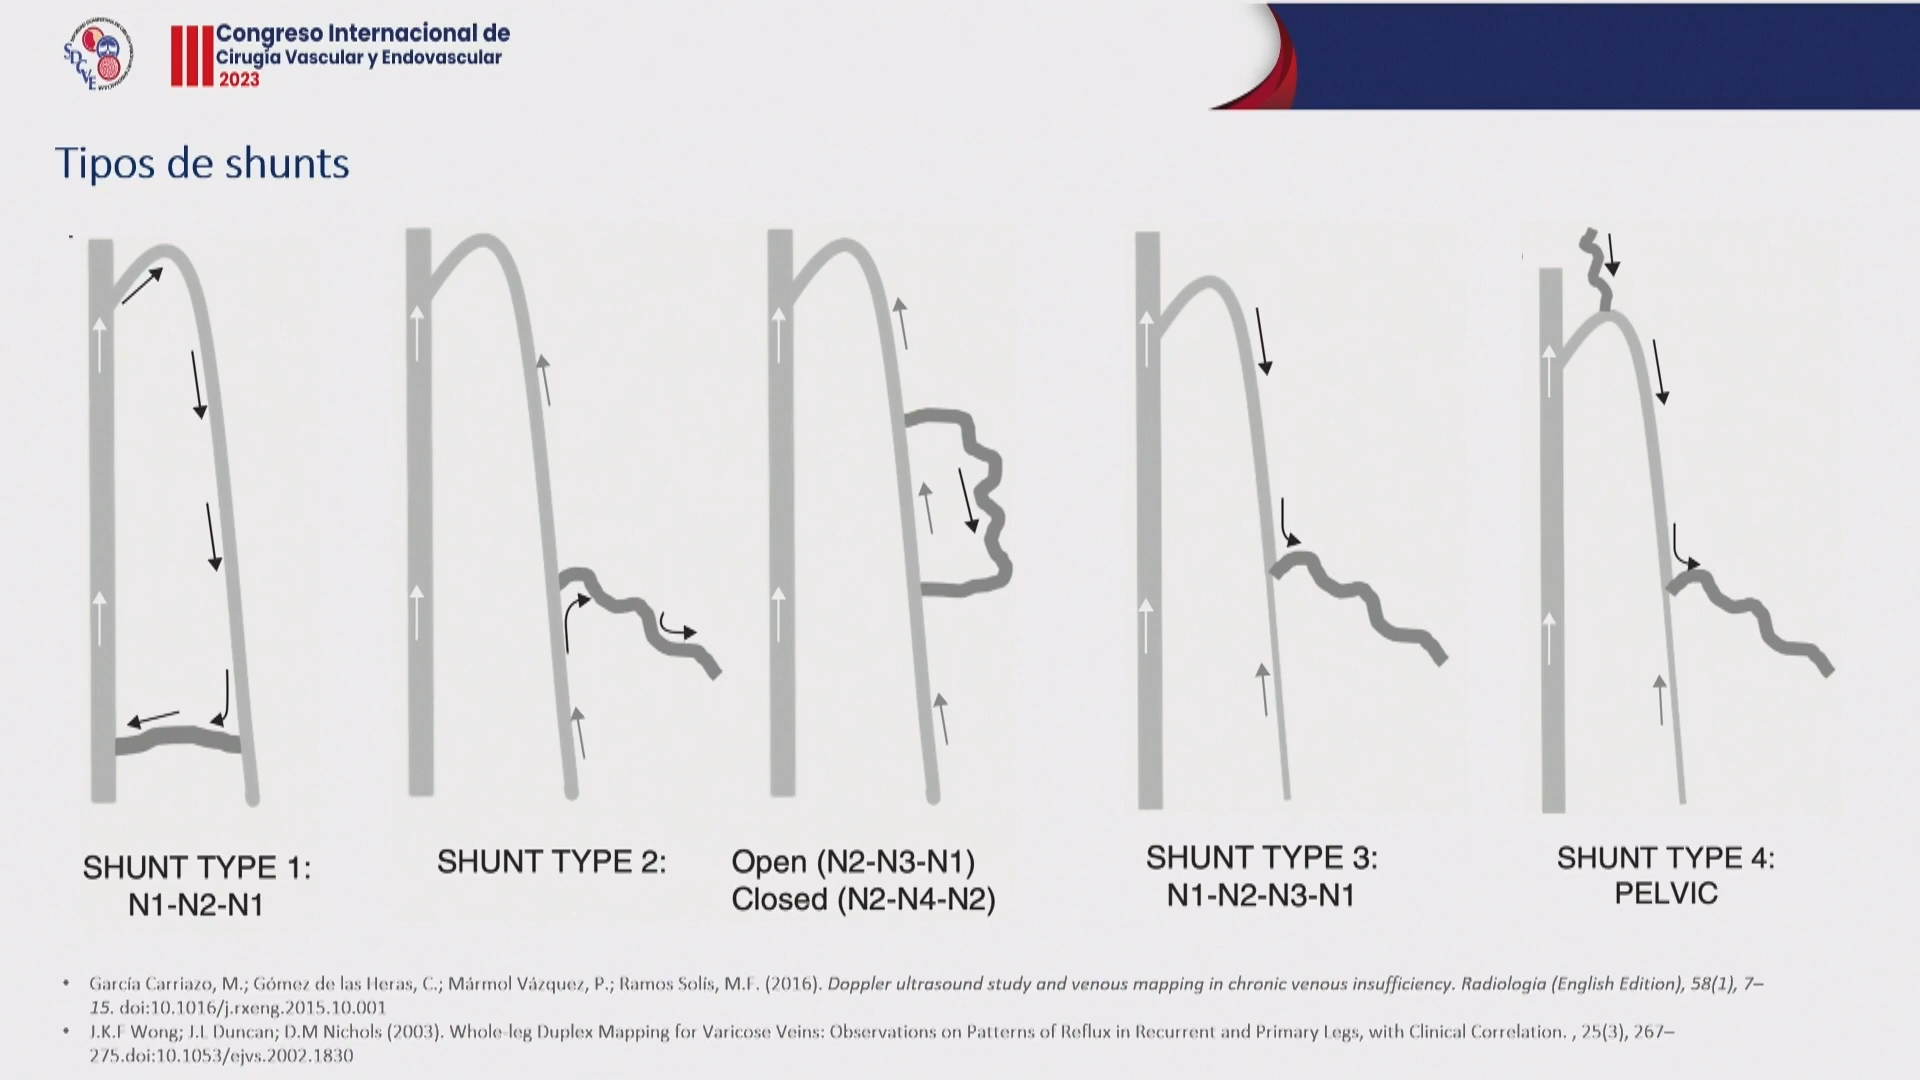 III Congreso Internacional de
Cirugía Vascular y Endovascular
2023
SDCVE
Tipos de shunts
SHUNT TYPE 1:
N1-N2-N1
SHUNT TYPE 2:
Open (N2-N3-N1)
Closed (N2-N4-N2)
SHUNT TYPE 3:
N1-N2-N3-N1
SHUNT TYPE 4:
PELVIC
• García Carriazo, M.; Gómez de las Heras, C.; Mármol Vázquez, P.; Ramos Solís, M.F. (2016). Doppler ultrasound study and venous mapping in chronic venous insufficiency. Radiología (English Edition), 58(1), 7–
15. doi:10.1016/j.rxeng.2015.10.001
• J.K.F Wong; J.L Duncan; D.M Nichols (2003). Whole-leg Duplex Mapping for Varicose Veins: Observations on Patterns of Reflux in Recurrent and Primary Legs, with Clinical Correlation. , 25(3), 267–
275.doi:10.1053/ejvs.2002.1830